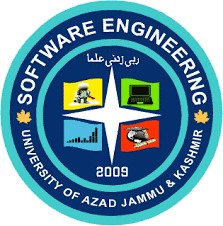 SOFTWARE ENGINEERING
ربی زدنی علما
2009
UNIVERSITY OF AZAD JAMMU & KASHMIR